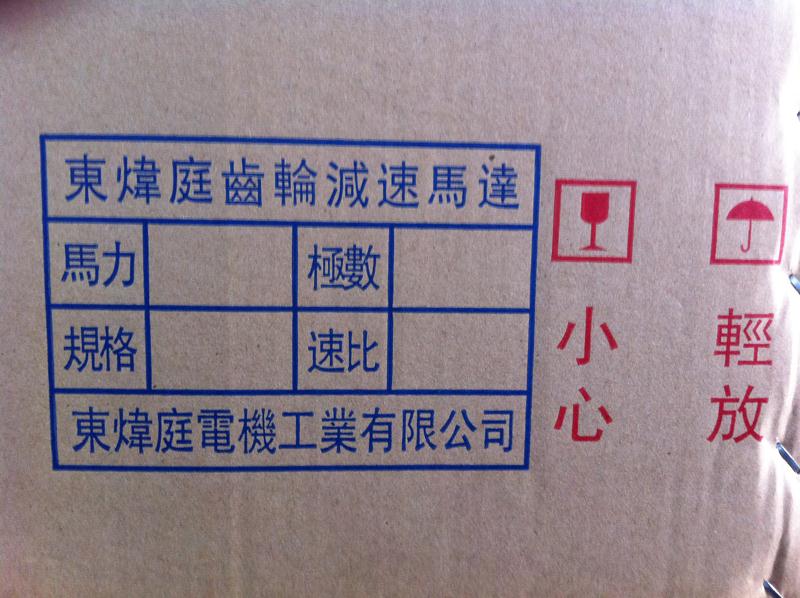 東煒庭齒輪減速馬達
馬力 極數
規格 速比
東煒庭電機工業有限公司
小心
輕放